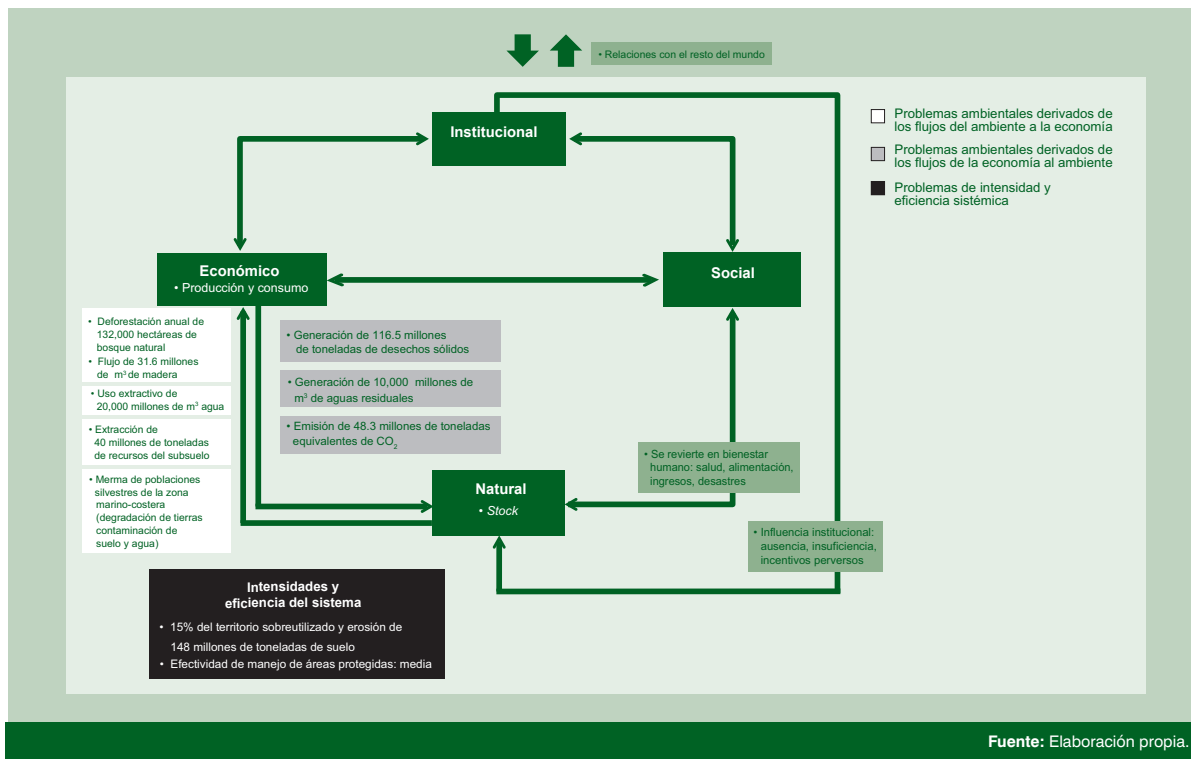 • Relaciones con el resto del mundo
Institucional
Problemas ambientales derivados de
los flujos del ambiente a la economía
Problemas ambientales derivados de
los flujos de la economía al ambiente
Problemas de intensidad y
eficiencia sistémica
Económico
• Producción y consumo
Social
• Deforestación anual de
132,000 hectáreas de
bosque natural
• Flujo de 31.6 millones
de m³ de madera
• Uso extractivo de
20,000 millones de m³ agua
• Extracción de
40 millones de toneladas
de recursos del subsuelo
• Merma de poblaciones
silvestres de la zona
marino-costera
(degradación de tierras
contaminación de
suelo y agua)
• Generación de 116.5 millones
de toneladas de desechos sólidos
• Generación de 10,000 millones de
m³ de aguas residuales
• Emisión de 48.3 millones de toneladas
equivalentes de CO₂
• Se revierte en bienestar
humano: salud, alimentación,
ingresos, desastres
Natural
• Stock
• Influencia institucional:
ausencia, insuficiencia,
incentivos perversos
Intensidades y
eficiencia del sistema
• 15% del territorio sobreutilizado y erosión de
148 millones de toneladas de suelo
• Efectividad de manejo de áreas protegidas: media
Fuente: Elaboración propia.